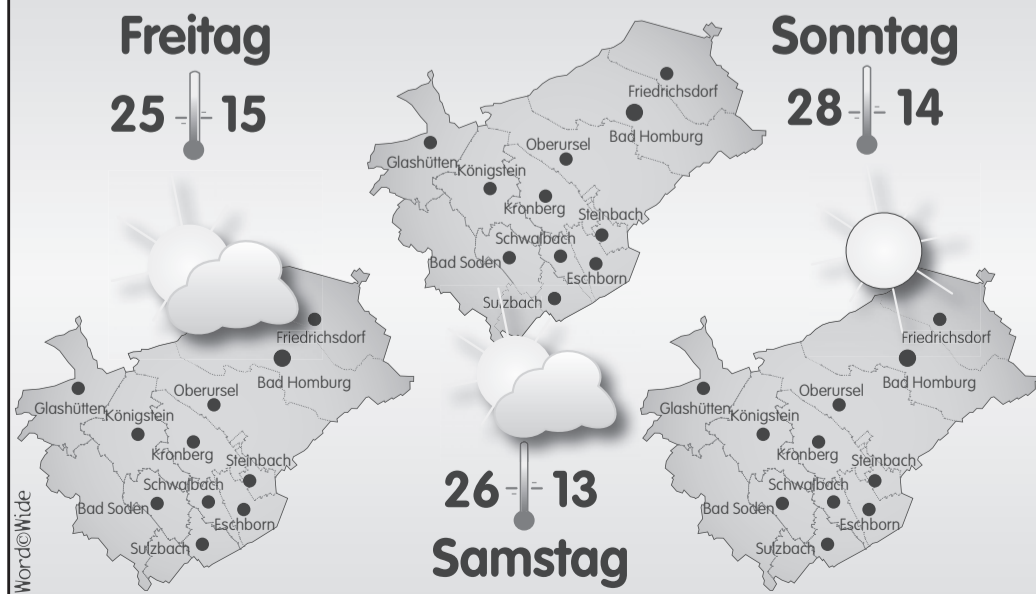 Freitag
25 15
Friedrichsdorf
Bad Homburg
Glashütten
Oberursel
Königstein
Kronberg
Steinbach
Schwalbach
Bad Soden
Eschborn
Sulzbach
Friedrichsdorf
Bad Homburg
Oberursel
Glashütten
Königstein
Kronberg
Steinbach
Schwalbach
Bad Soden
Eschborn
Sulzbach
26 13
Samstag
Sonntag
28 14
Friedrichsdorf
Bad Homburg
Glashütten
Oberursel
Königstein
Kronberg
Steinbach
Schwalbach
Bad Soden
Eschborn
Sulzbach
Word©Wide